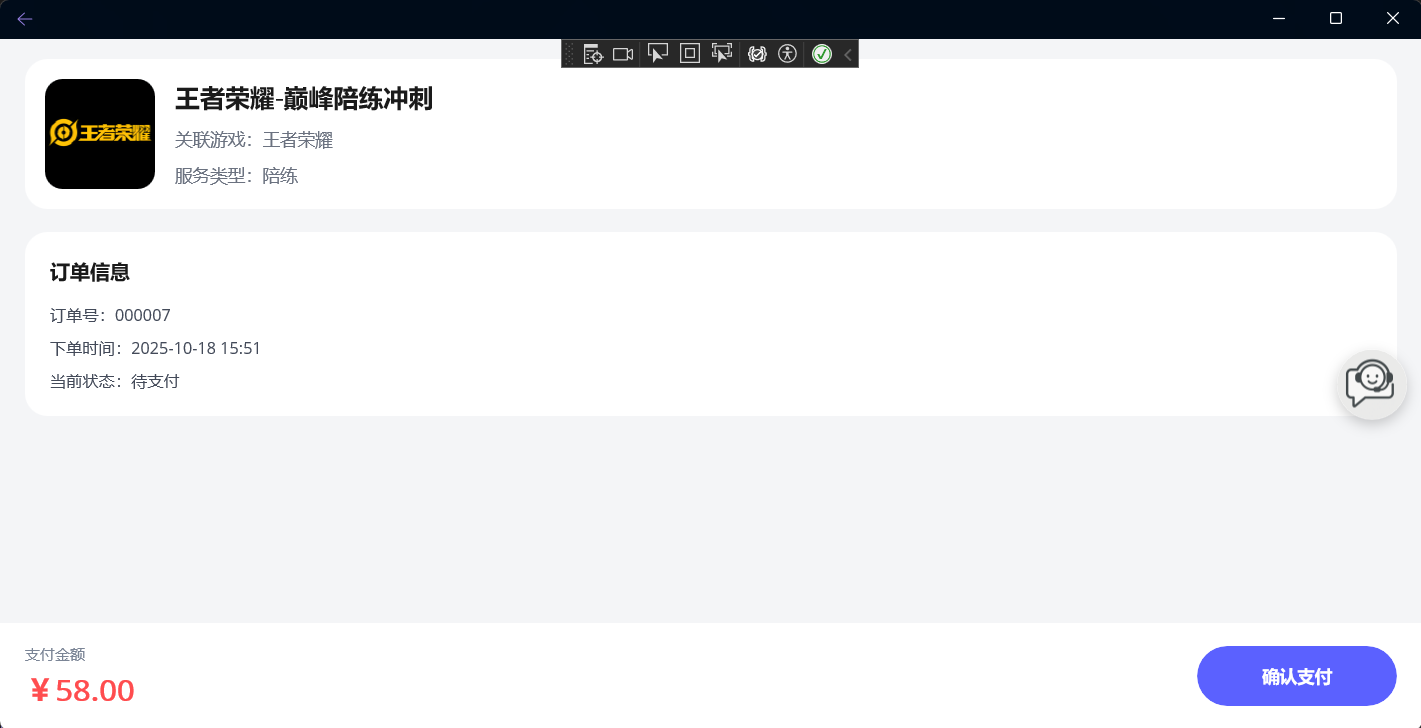 王者荣耀
王者荣耀-巅峰陪练冲刺
关联游戏：王者荣耀
服务类型：陪练
订单信息
订单号：000007
下单时间：2025-10-18 15:51
当前状态：待支付
支付金额
￥58.00
确认支付